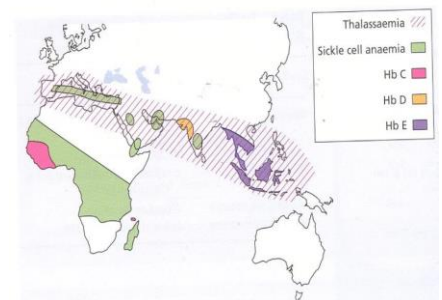 Thalassaemia
Sickle cell anaemia
Hb C
Hb D
Hb E